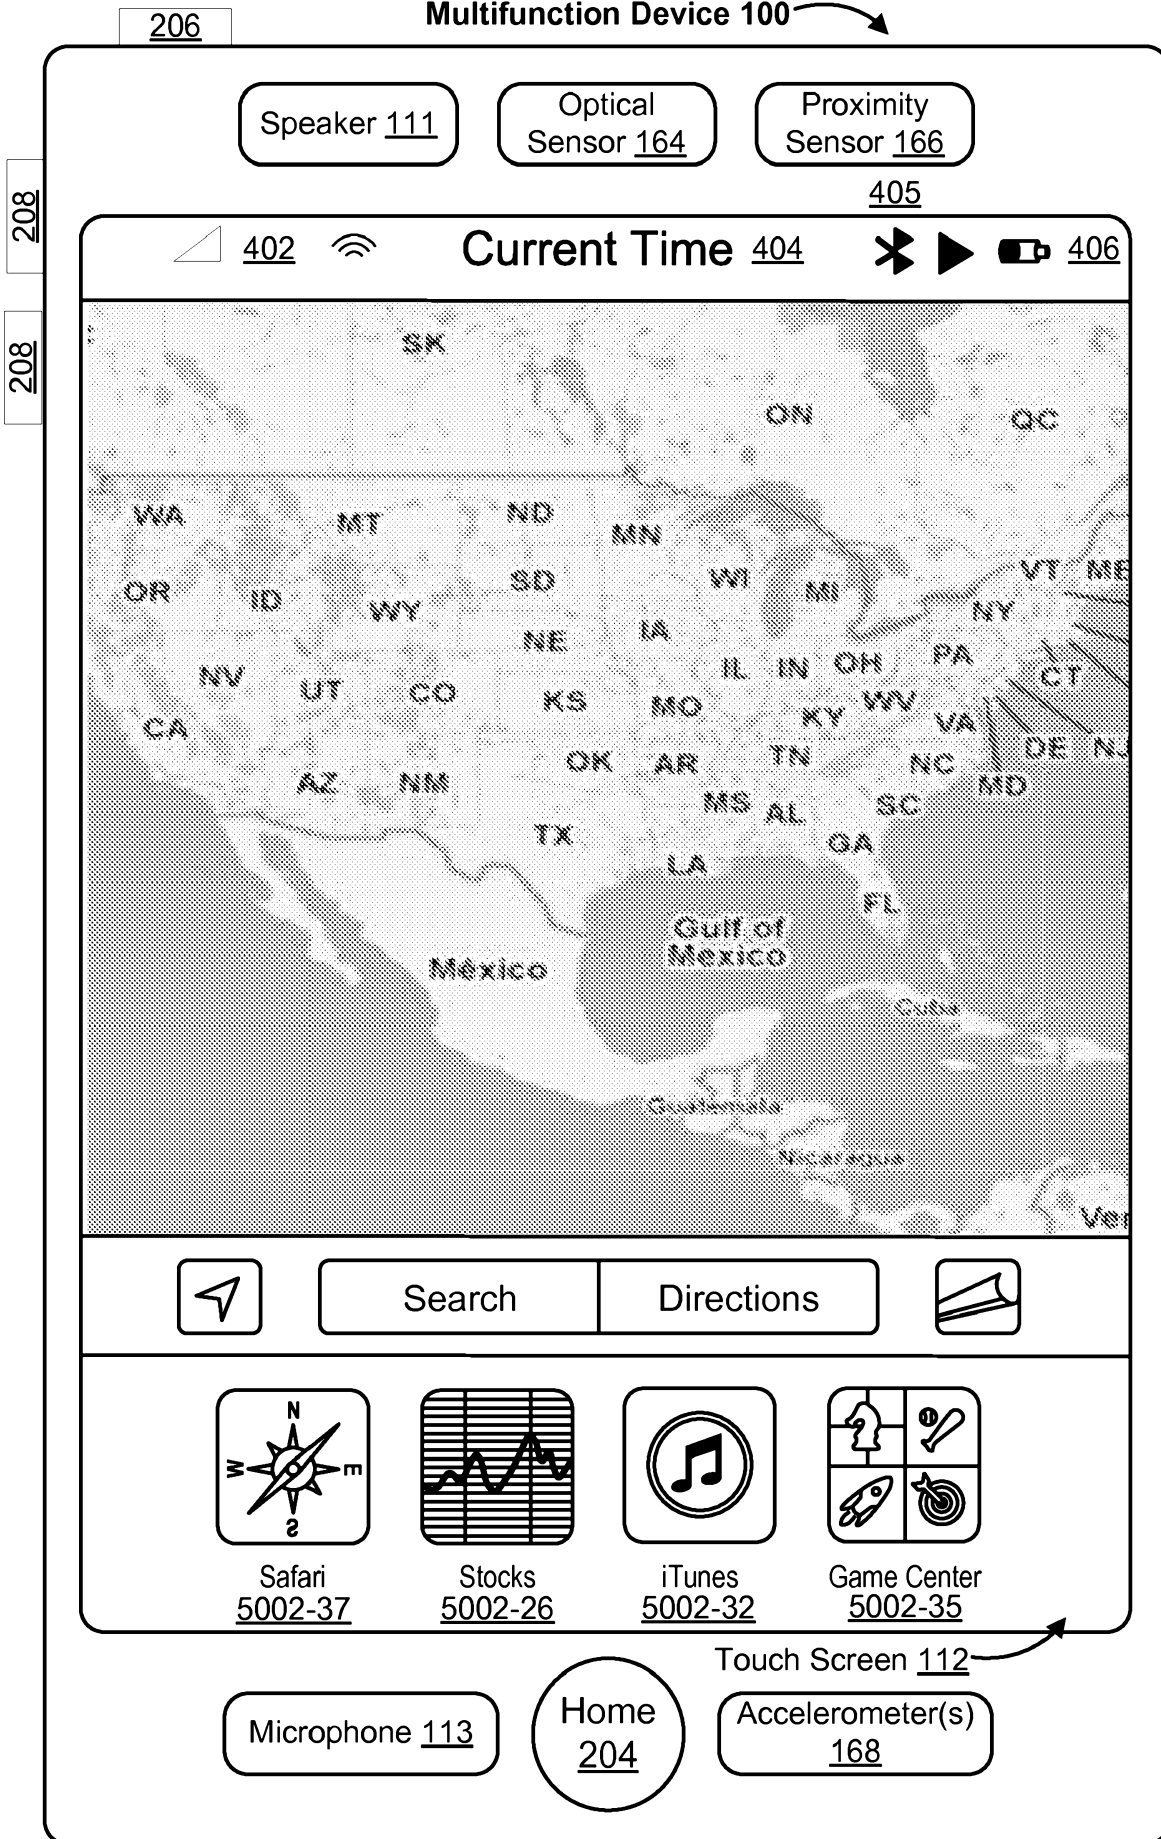 Multifunction Device 100
206
Speaker 111
Optical
Sensor 164
Proximity
Sensor 166
405
208
402
Current Time 404
406
208
SK
ON
QC
WA
MT
ND
MN
OR
ID
WY
SD
WI
MI
VT
ME
NY
NE
IA
NV
UT
CO
KS
MO
IL
IN
OH
PA
CT
CA
KY
WV
VA
DE
NJ
AZ
NM
OK
AR
TN
NC
MD
TX
MS
AL
SC
LA
GA
FL
Gulf of
Mexico
México
Cuba
Guatemala
Nicaragua
Ver
Search
Directions
N
W
E
S
Safari
5002-37
Stocks
5002-26
iTunes
5002-32
Game Center
5002-35
Touch Screen 112
Microphone 113
Home
204
Accelerometer(s)
168